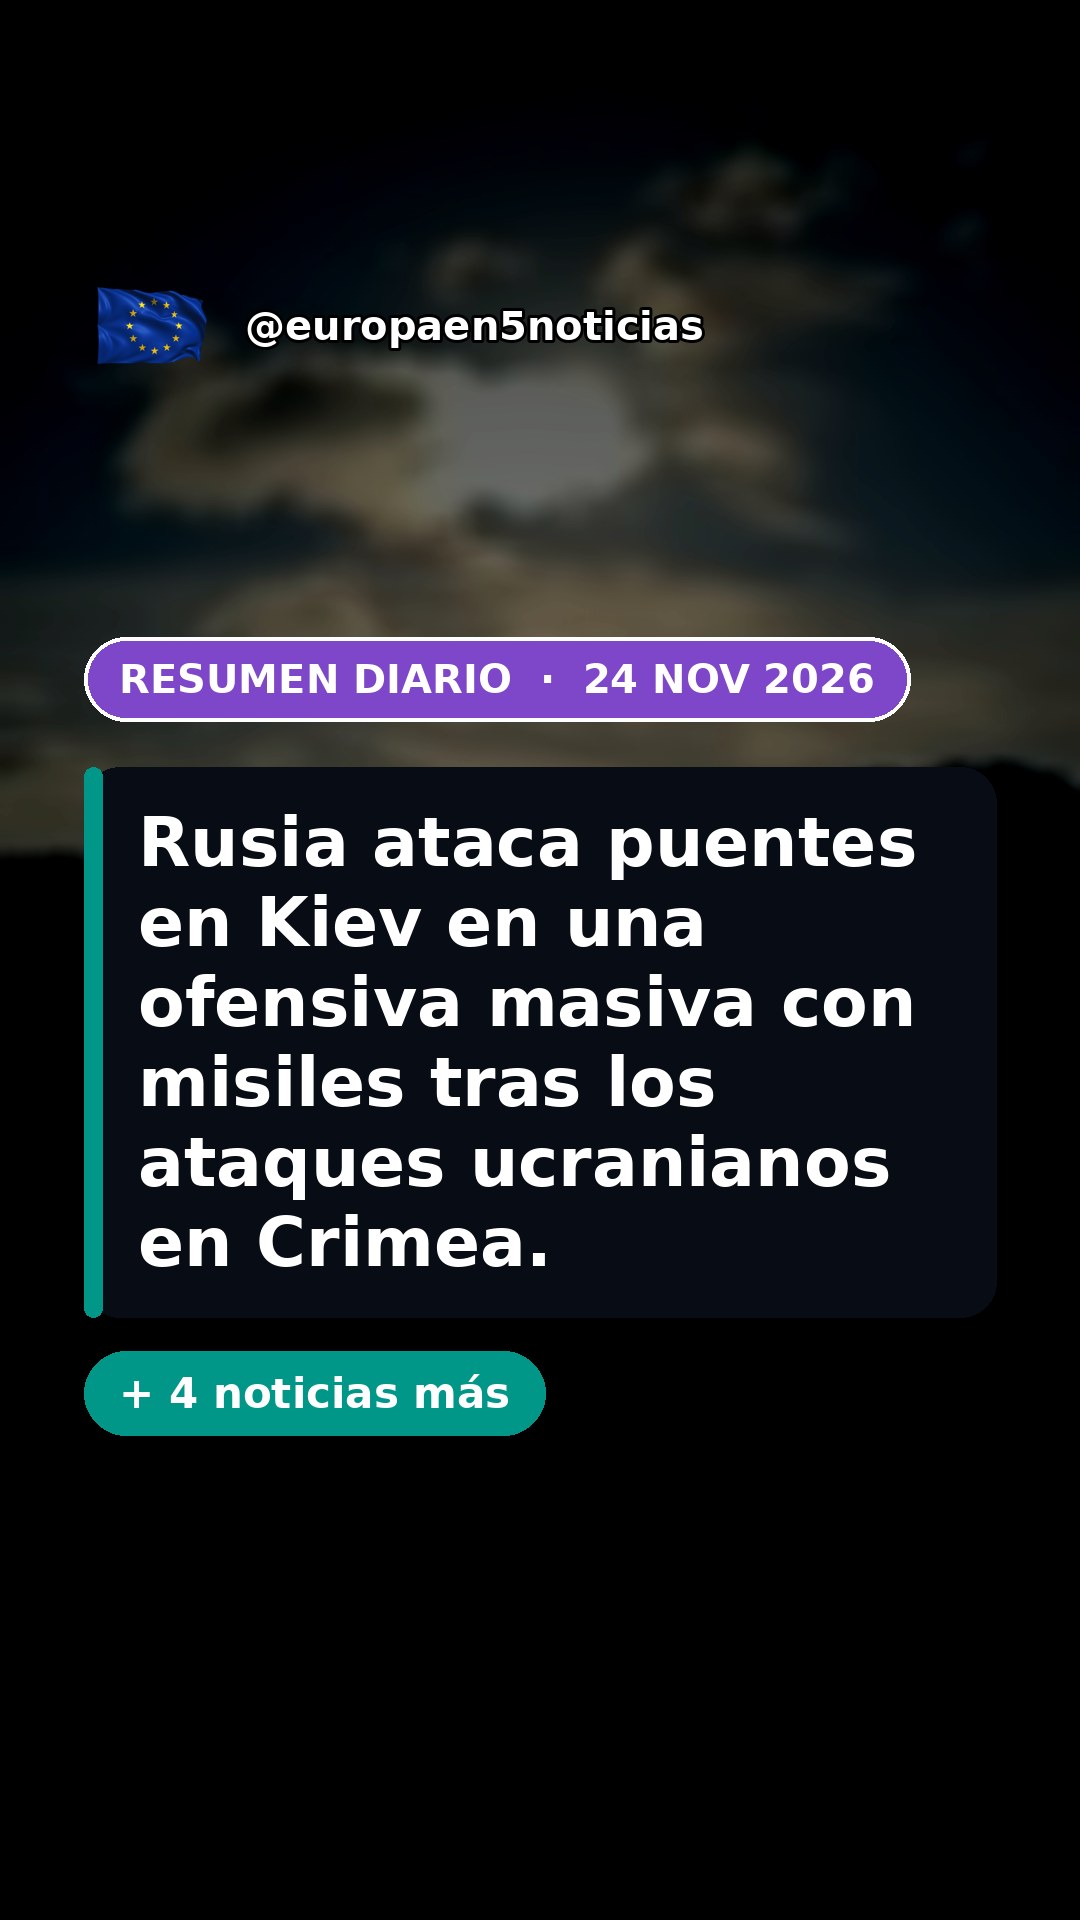 @europaen5noticias
RESUMEN DIARIO · 24 NOV 2026
Rusia ataca puentes
en Kiev en una
ofensiva masiva con
misiles tras los
ataques ucranianos
en Crimea.
+ 4 noticias más